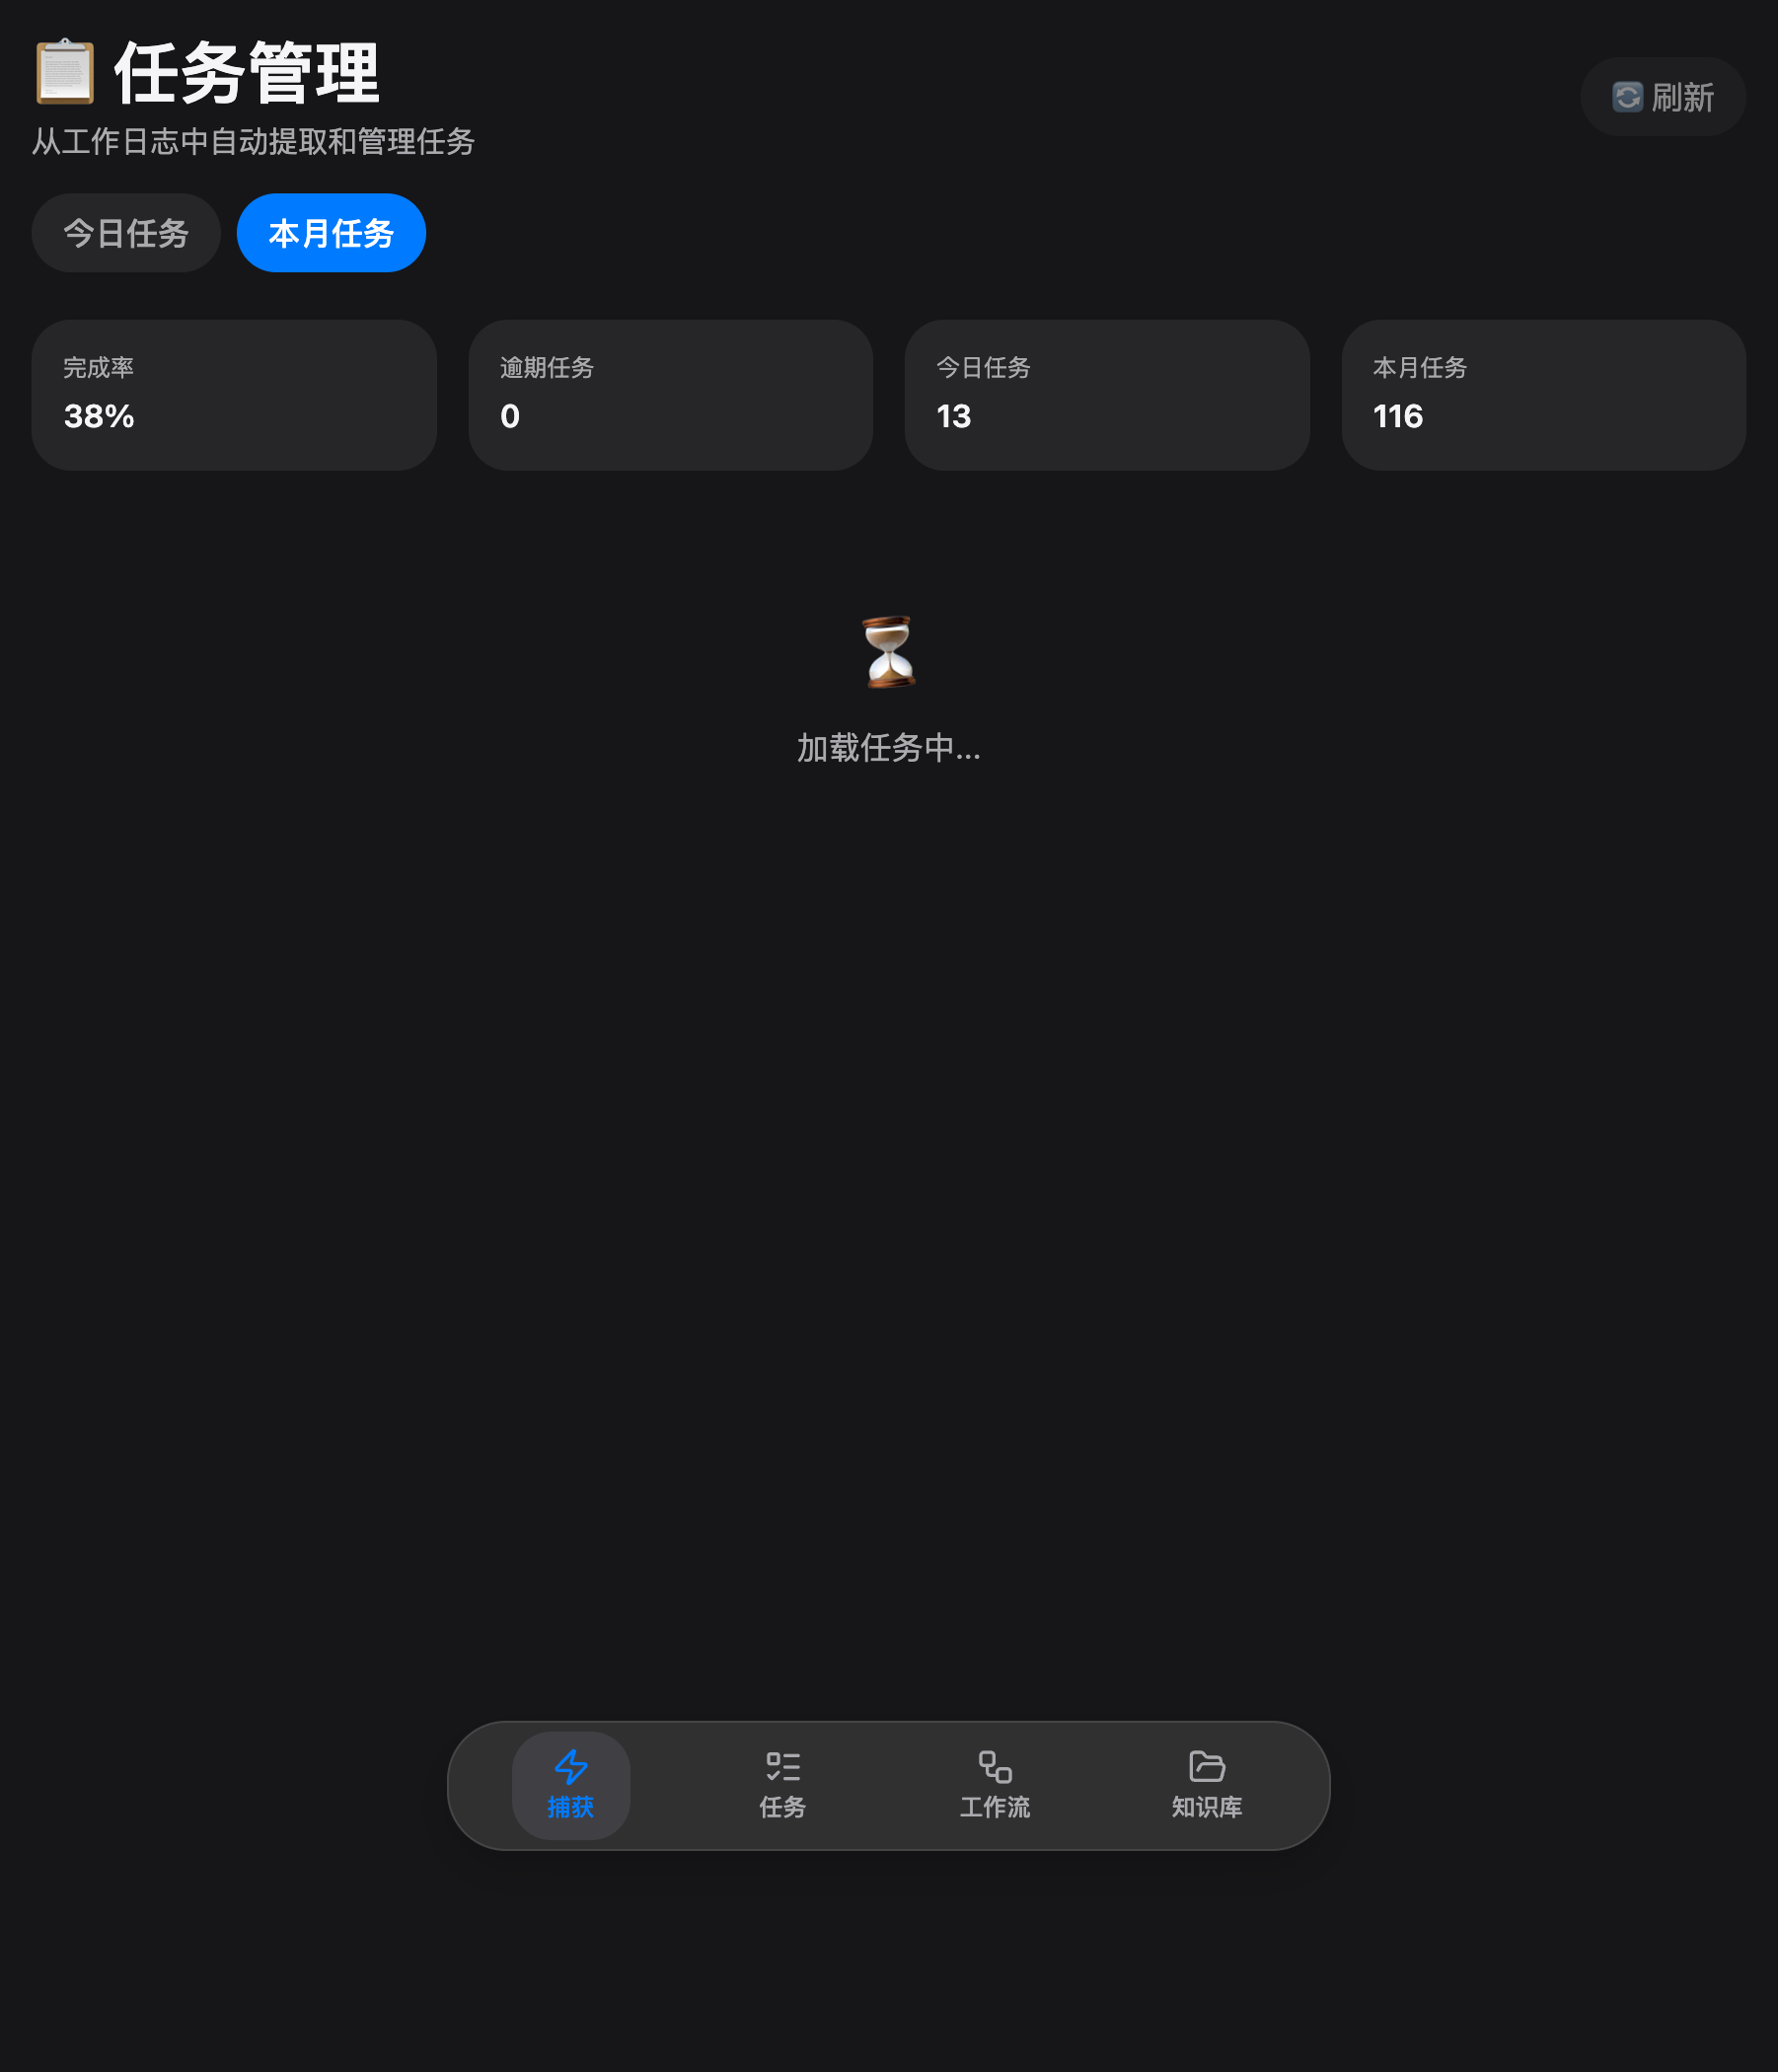 任务管理
从工作日志中自动提取和管理任务
刷新
今日任务
本月任务
完成率
38%
逾期任务
0
今日任务
13
本月任务
116
加载任务中...
捕获
任务
工作流
知识库